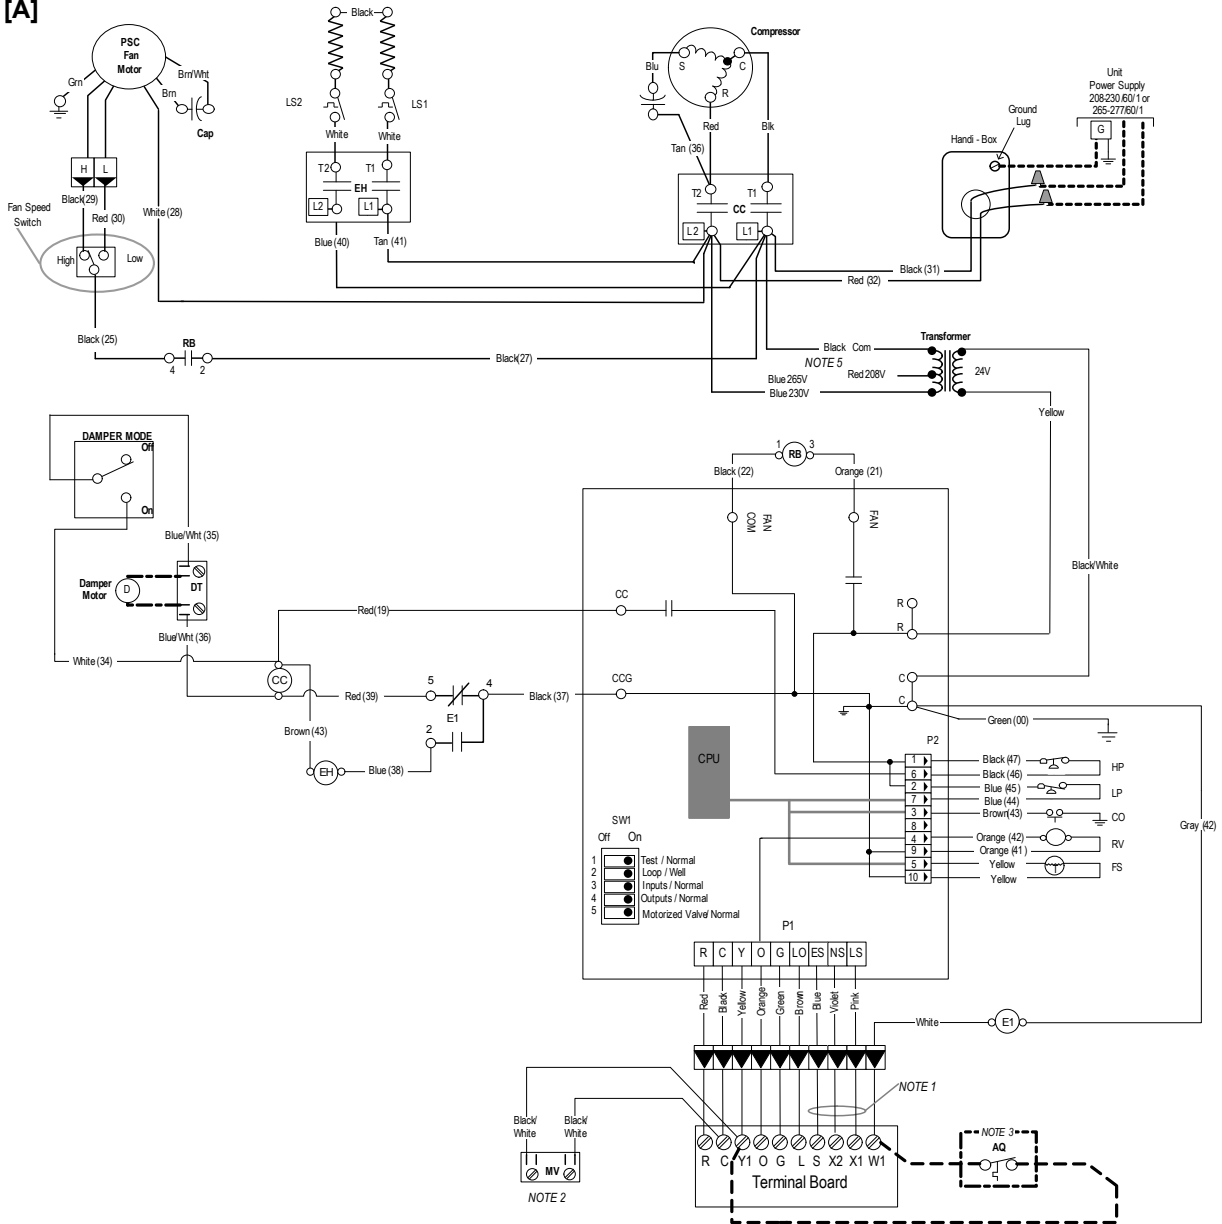 [A]
PSC
Fan
Motor
Grn
Brn/Wht
Brn
Cap
H
L
Black(29)
Red (30)
White (28)
Fan Speed
Switch
High
Low
Black (25)
RB
4
2
Black(27)
Black
LS2
LS1
White
White
T2
T1
EH
L2
L1
Blue (40)
Tan (41)
Compressor
Blu
S
C
R
Red
Blk
Tan (36)
T2
T1
CC
L2
L1
Black (31)
Red (32)
Handi - Box
Ground
Lug
Unit
Power Supply
208-230/60/1 or
265-277/60/1
G
Transformer
Black
Com
NOTE 5
Red 208V
Blue 265V
Blue 230V
24V
Yellow
Black/White
DAMPER MODE
Off
On
Blue/Wht (35)
Damper
Motor
D
DT
Blue/Wht (36)
White (34)
CC
Red(19)
Red (39)
Brown (43)
EH
Blue (38)
5
4
E1
2
Black (37)
CC
CCG
1
RB
3
Black (22)
Orange (21)
FAN
COM
FAN
R
R
C
C
Green (00)
Gray (42)
CPU
P2
1
6
2
7
3
8
4
9
5
10
Black (47)
Black (46)
HP
Blue (45)
Blue (44)
LP
Brown(43)
CO
Orange (42)
Orange (41)
RV
Yellow
Yellow
FS
SW1
Off On
1 Test / Normal
2 Loop / Well
3 Inputs / Normal
4 Outputs / Normal
5 Motorized Valve/ Normal
P1
R C Y O G LO ES NS LS
Red
Black
Yellow
Orange
Green
Brown
Blue
Violet
Pink
White
E1
NOTE 1
Black/
White
Black/
White
MV
NOTE 2
R C Y1 O G L S X2 X1 W1
Terminal Board
NOTE 3
AQ